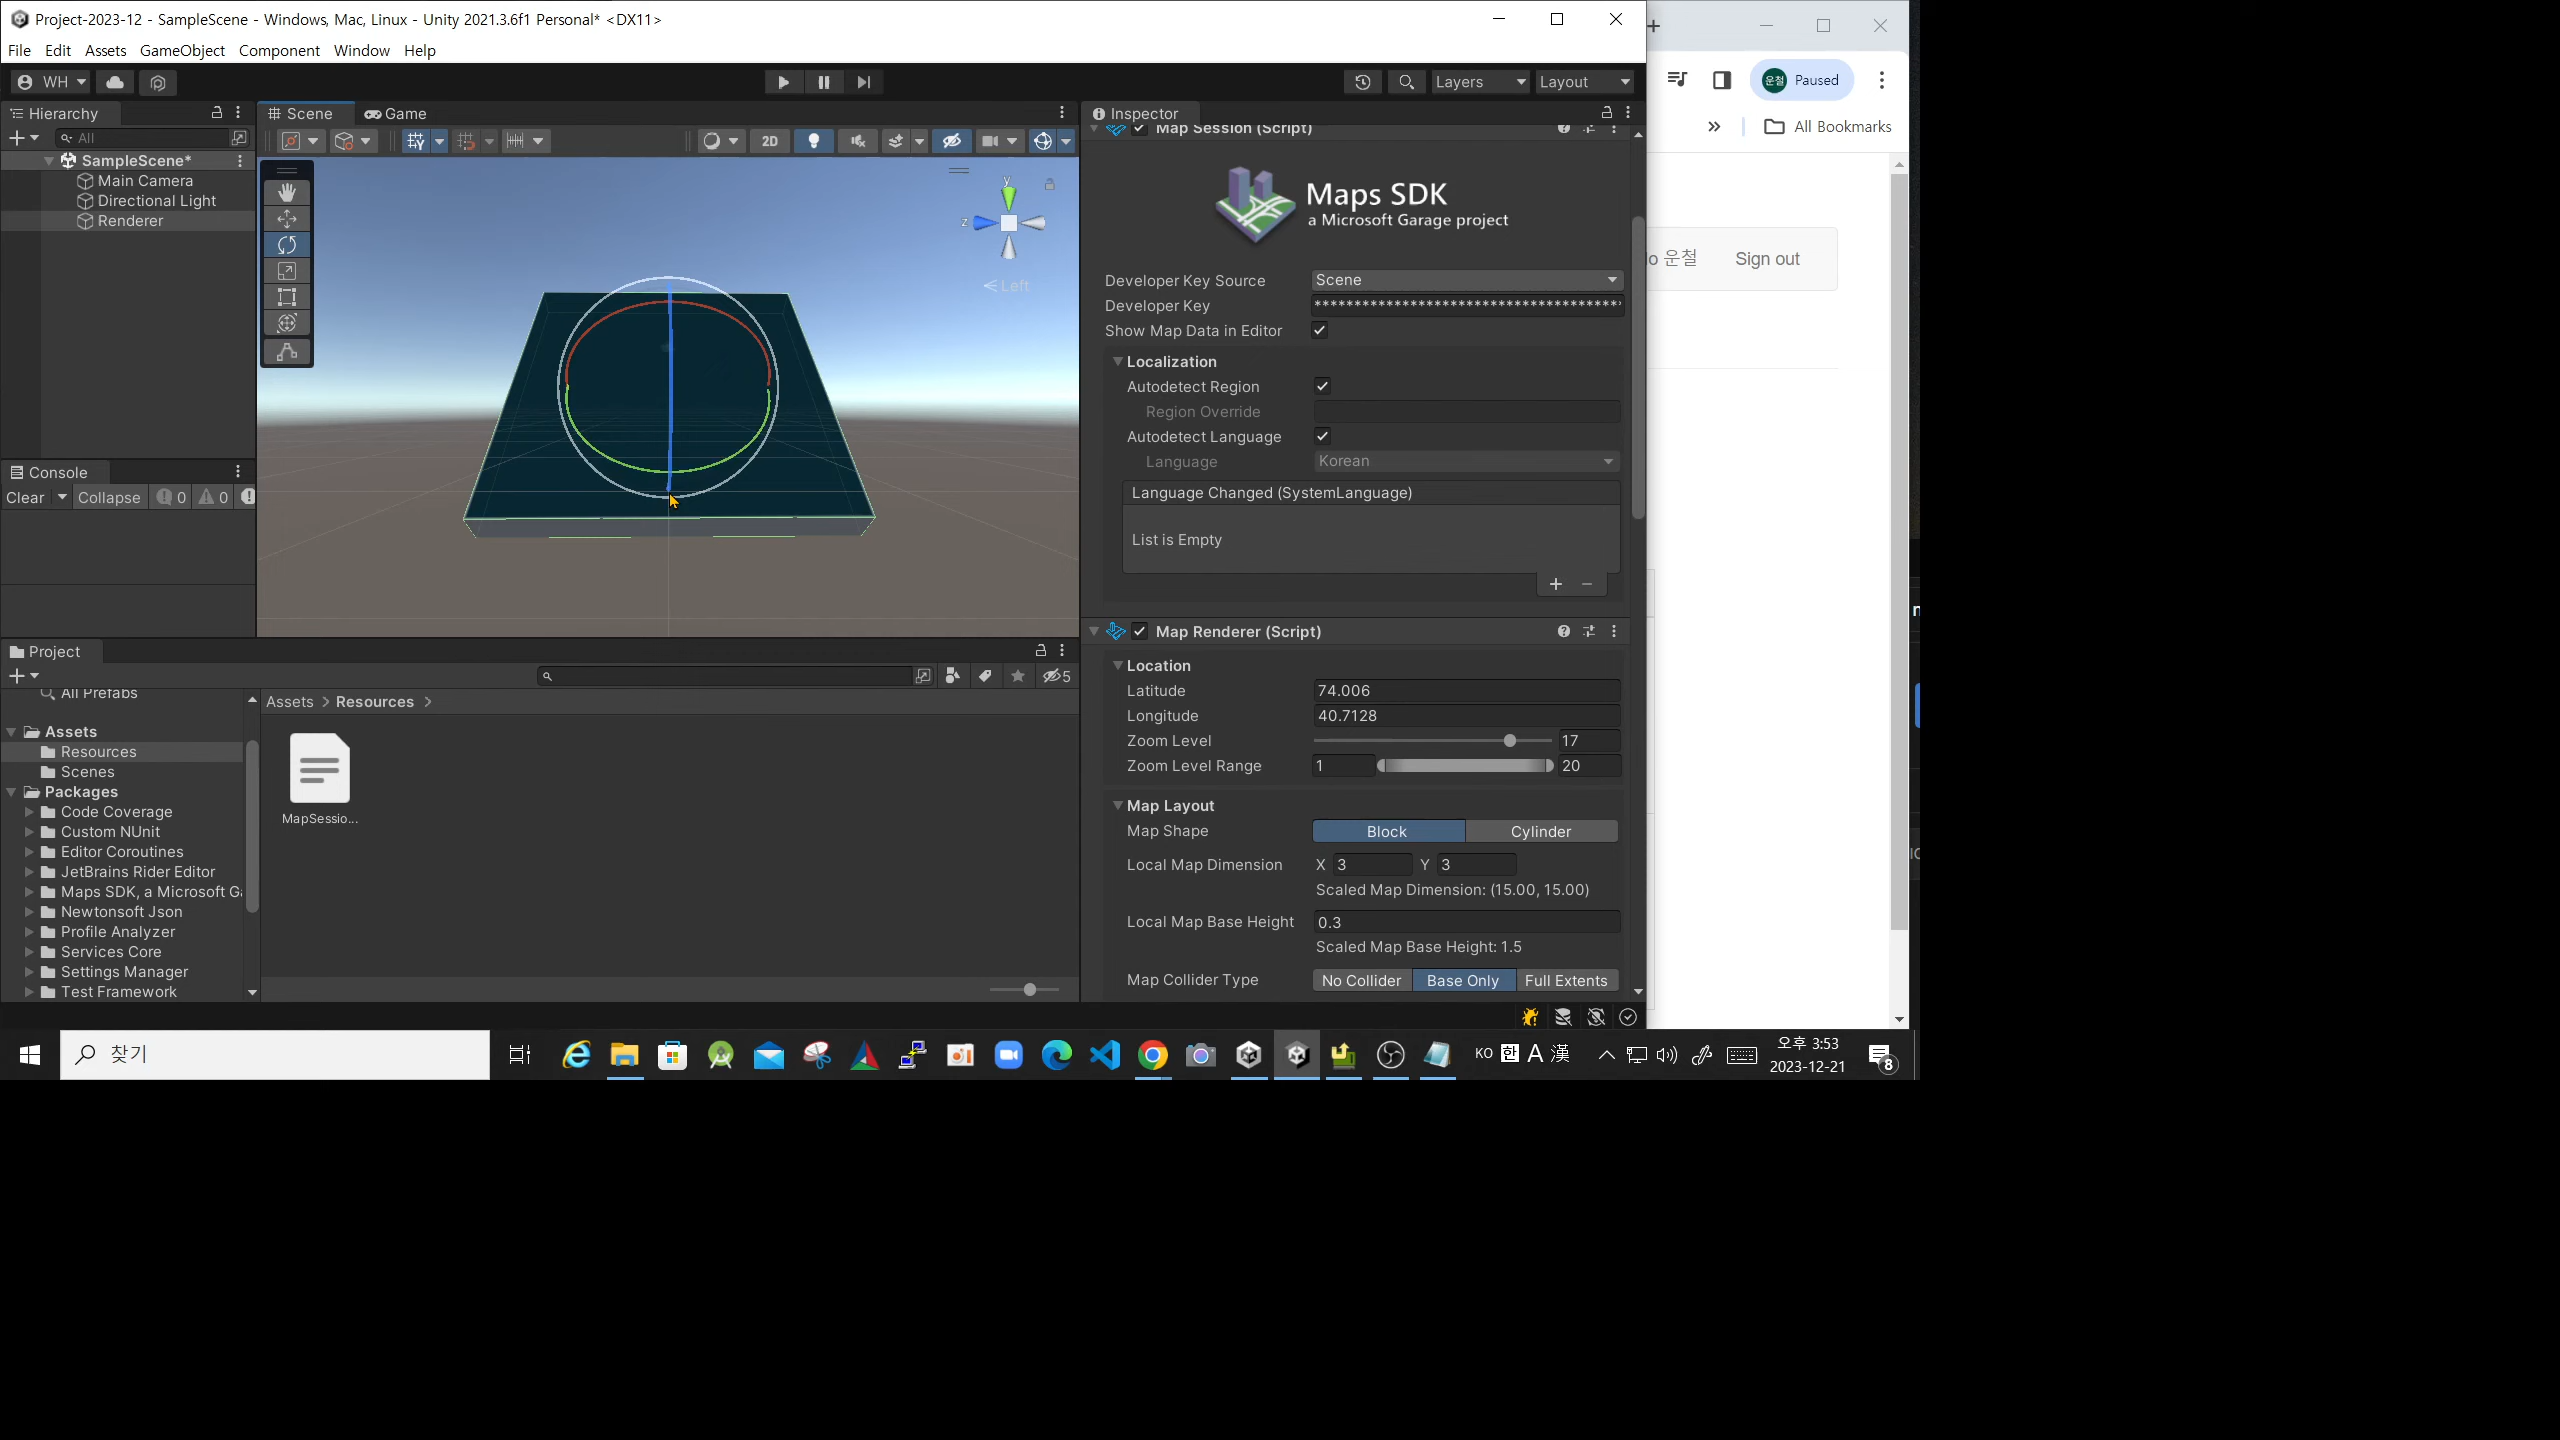 Project-2023-12 - SampleScene - Windows, Mac, Linux - Unity 2021.3.6f1 Personal* <DX11>
File Edit Assets GameObject Component Window Help
WH
Layers Layout
Paused
All Bookmarks
Hierarchy
All
SampleScene*
Main Camera
Directional Light
Renderer
Scene Game
2D
y
z
Left
Console
Clear Collapse 0 0
Inspector
Map Session (Script)
Maps SDK
a Microsoft Garage project
Developer Key Source Scene
Developer Key ***************************************
Show Map Data in Editor
Localization
Autodetect Region
Region Override
Autodetect Language
Language Korean
Language Changed (SystemLanguage)
List is Empty
Map Renderer (Script)
Location
Latitude 74.006
Longitude 40.7128
Zoom Level 17
Zoom Level Range 1 20
Map Layout
Map Shape Block Cylinder
Local Map Dimension X 3 Y 3
Scaled Map Dimension: (15.00, 15.00)
Local Map Base Height 0.3
Scaled Map Base Height: 1.5
Map Collider Type No Collider Base Only Full Extents
o 운철 Sign out
Project
5
All Prefabs
Assets
Resources
Scenes
Packages
Code Coverage
Custom NUnit
Editor Coroutines
JetBrains Rider Editor
Maps SDK, a Microsoft Ga
Newtonsoft Json
Profile Analyzer
Services Core
Settings Manager
Test Framework
Assets > Resources >
MapSessio...
찾기
KO 한 A 漢
오후 3:53
2023-12-21
8